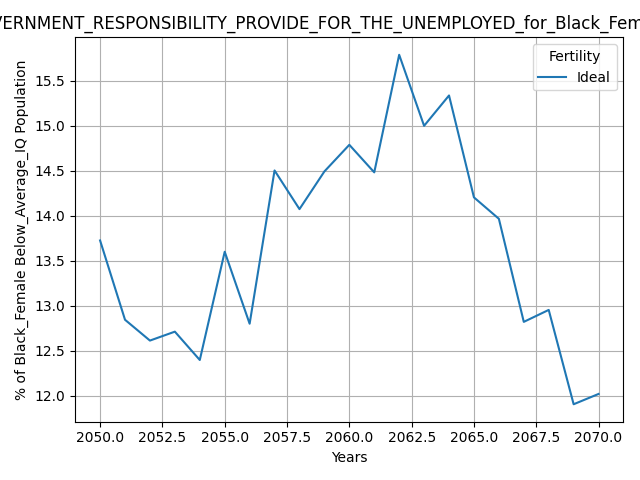 VERNMENT_RESPONSIBILITY_PROVIDE_FOR_THE_UNEMPLOYED_for_Black_Fem
Fertility
Ideal
% of Black_Female Below_Average_IQ Population
15.5
15.0
14.5
14.0
13.5
13.0
12.5
12.0
2050.0 2052.5 2055.0 2057.5 2060.0 2062.5 2065.0 2067.5 2070.0
Years